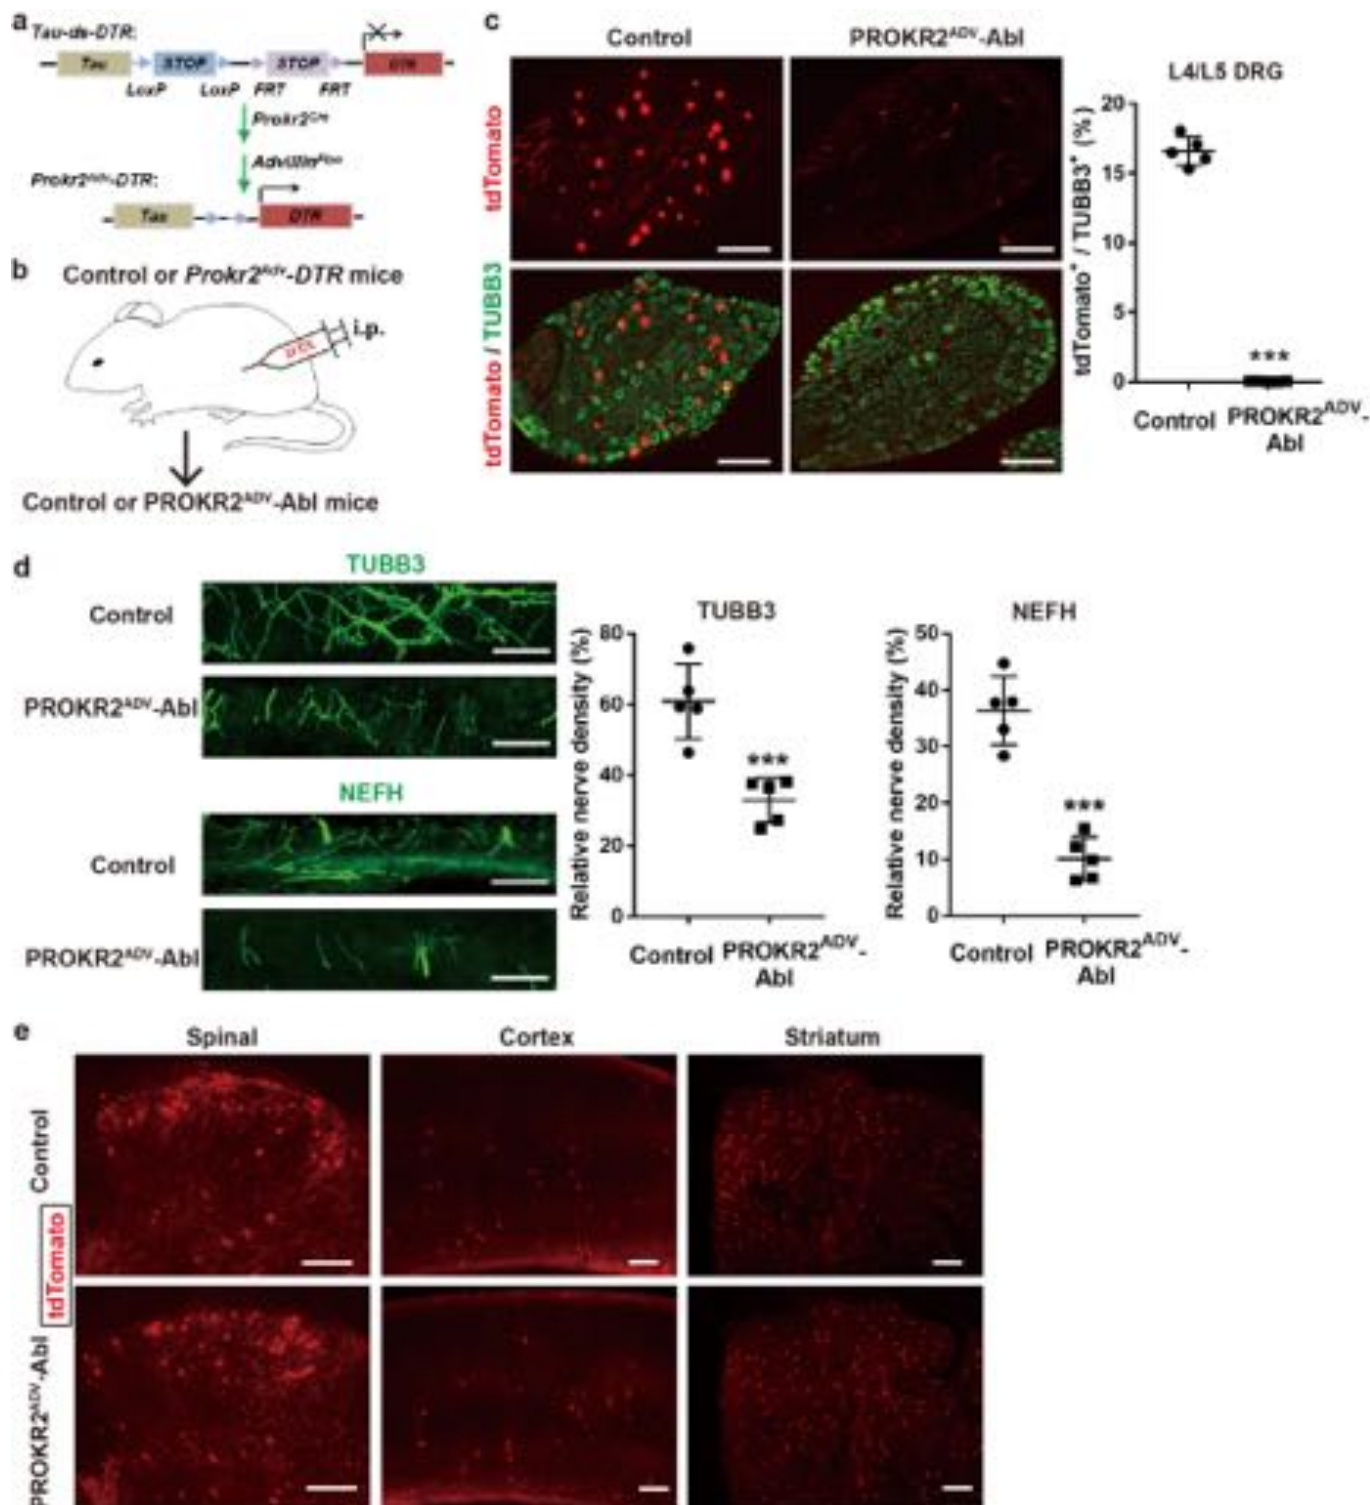 a
Tau-ds-DTR:
Tau STOP STOP DTR
LoxP LoxP FRT FRT
Prokr2Cre
AdvillinFlpo
Prokr2Adv-DTR:
Tau DTR
b
Control or Prokr2Adv-DTR mice
i.p.
DTX
Control or PROKR2ADV-Abl mice
c
Control PROKR2ADV-Abl
tdTomato
tdTomato / TUBB3
L4/L5 DRG
tdTomato+ / TUBB3+ (%)
20
15
10
5
0
***
Control PROKR2ADV-
Abl
d
TUBB3
Control
PROKR2ADV-Abl
NEFH
Control
PROKR2ADV-Abl
TUBB3
Relative nerve density (%)
80
60
40
20
0
***
Control PROKR2ADV-
Abl
NEFH
Relative nerve density (%)
50
40
30
20
10
0
***
Control PROKR2ADV-
Abl
e
Spinal Cortex Striatum
Control
tdTomato
PROKR2ADV-Abl